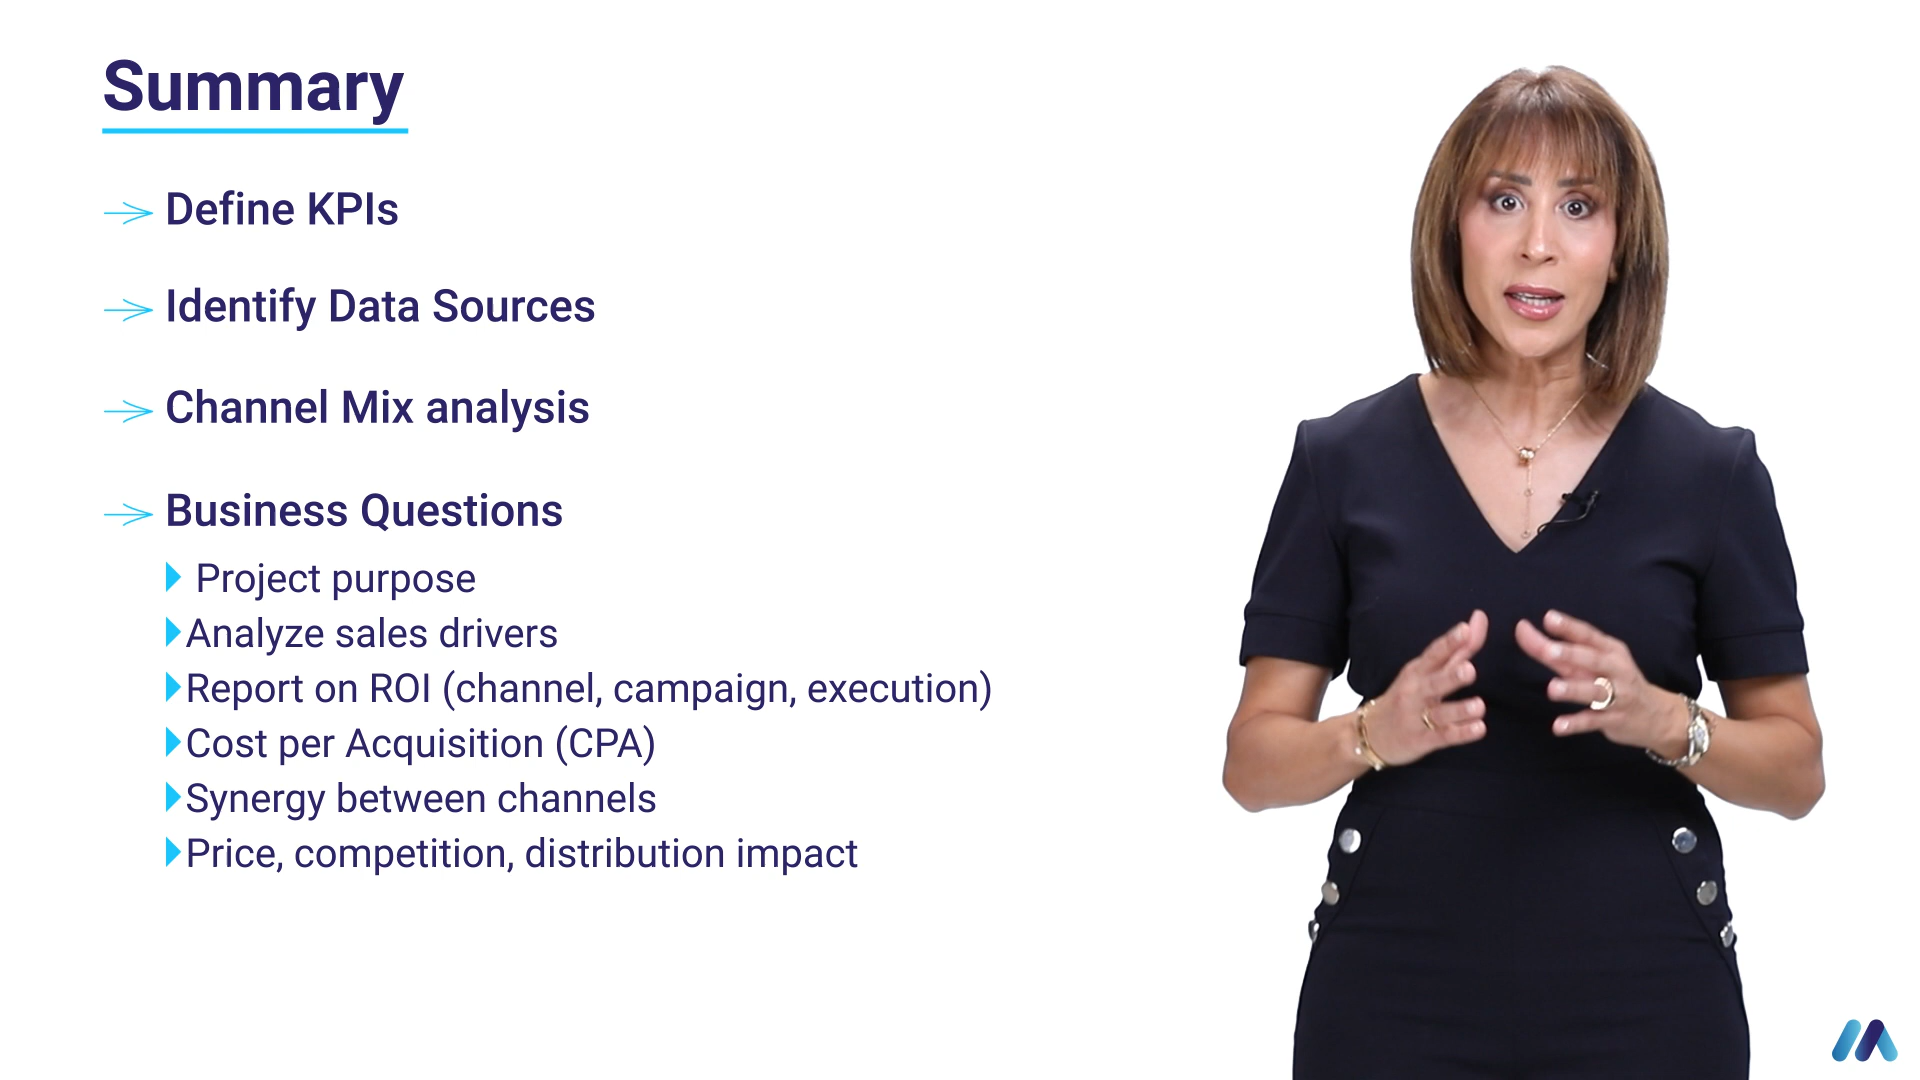 Summary
Define KPIs
Identify Data Sources
Channel Mix analysis
Business Questions
Project purpose
Analyze sales drivers
Report on ROI (channel, campaign, execution)
Cost per Acquisition (CPA)
Synergy between channels
Price, competition, distribution impact